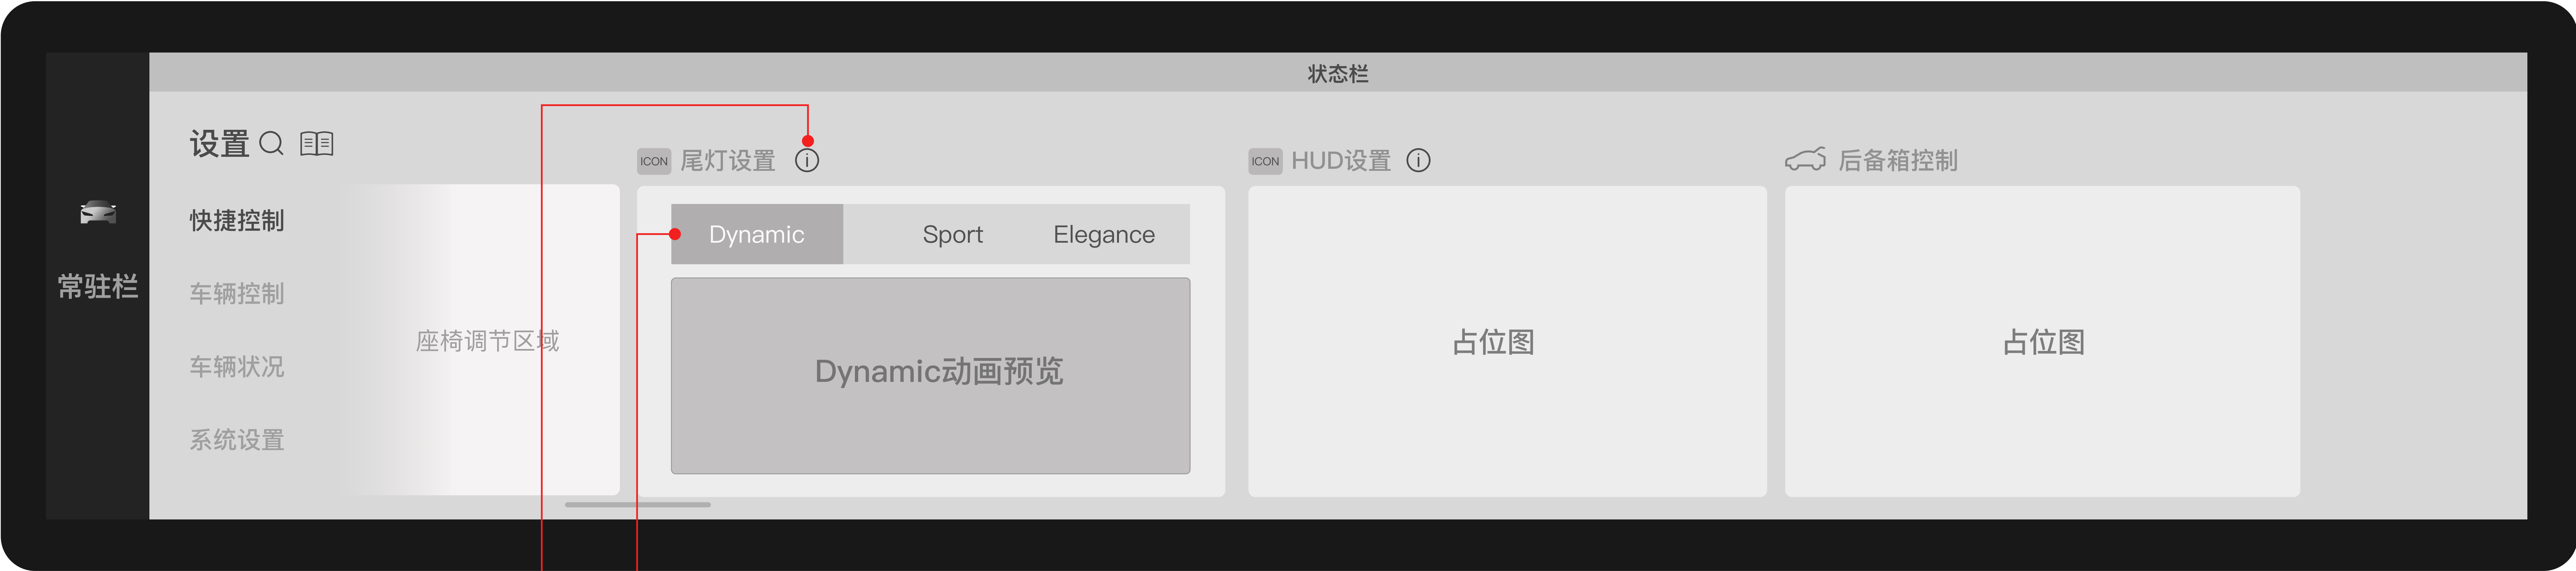 状态栏
常驻栏
设置
快捷控制
车辆控制
车辆状况
系统设置
座椅调节区域
ICON 尾灯设置
Dynamic Sport Elegance
Dynamic动画预览
ICON HUD设置
占位图
后备箱控制
占位图